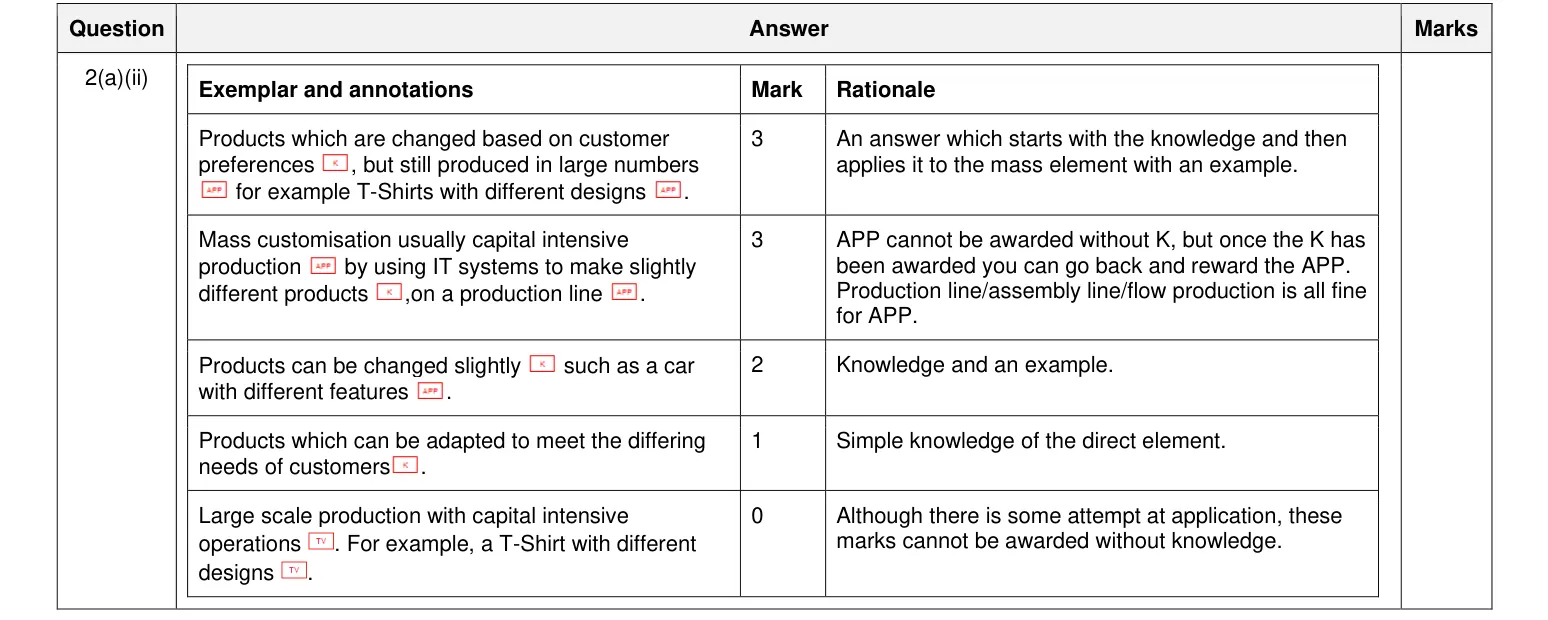 Question Answer Marks
2(a)(ii)
Exemplar and annotations Mark Rationale
Products which are changed based on customer
preferences K , but still produced in large numbers
APP for example T-Shirts with different designs APP .
3
An answer which starts with the knowledge and then
applies it to the mass element with an example.
Mass customisation usually capital intensive
production APP by using IT systems to make slightly
different products K ,on a production line APP .
3
APP cannot be awarded without K, but once the K has
been awarded you can go back and reward the APP.
Production line/assembly line/flow production is all fine
for APP.
Products can be changed slightly K such as a car
with different features APP .
2
Knowledge and an example.
Products which can be adapted to meet the differing
needs of customers K .
1
Simple knowledge of the direct element.
Large scale production with capital intensive
operations TV . For example, a T-Shirt with different
designs TV .
0
Although there is some attempt at application, these
marks cannot be awarded without knowledge.